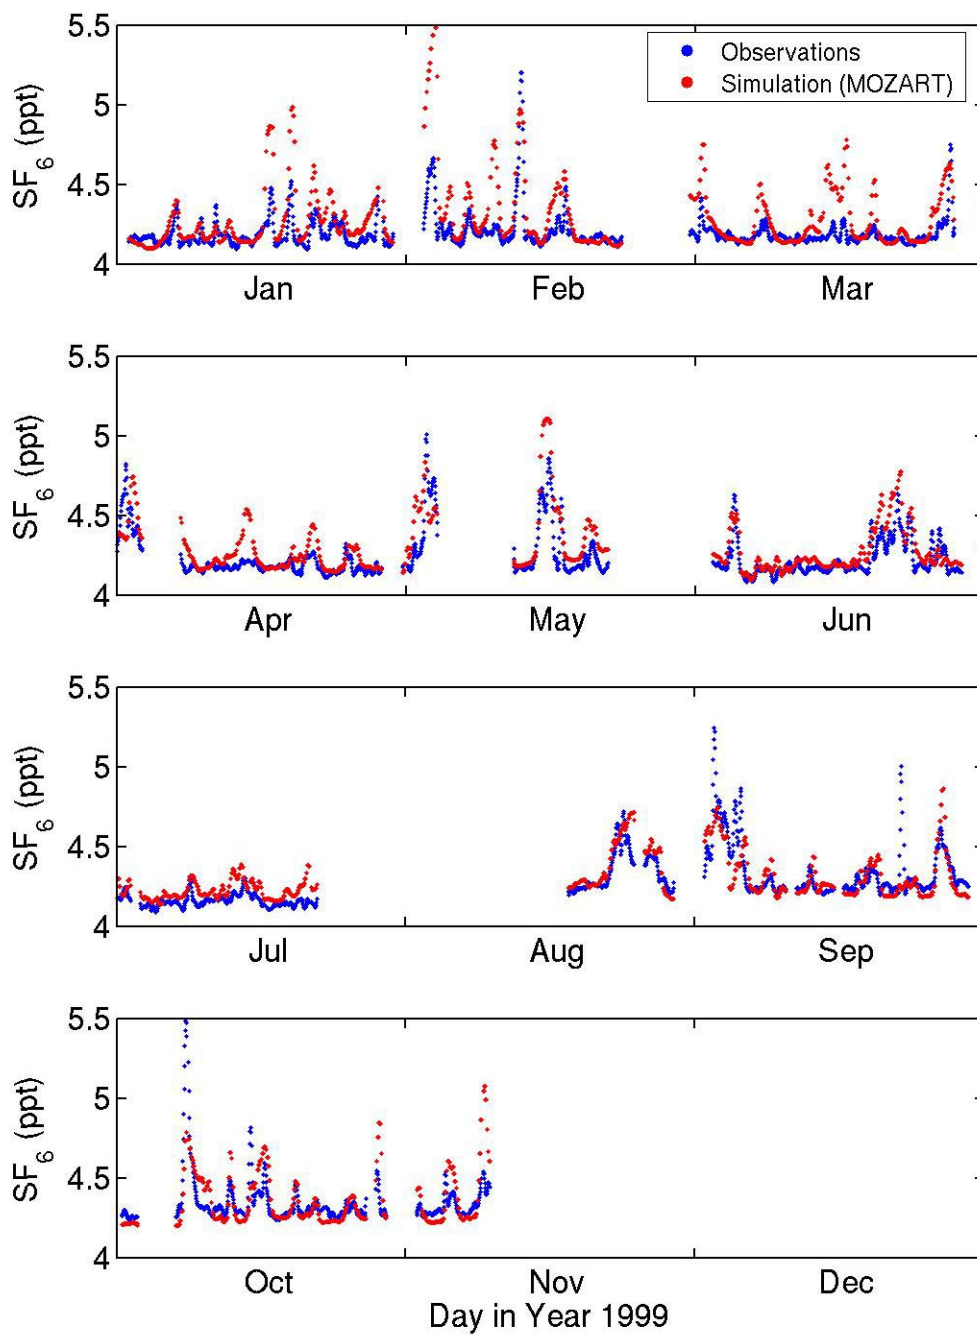 5.5
Observations
Simulation (MOZART)
5
4.5
4
SF6 (ppt)
Jan Feb Mar
5.5
5
4.5
4
SF6 (ppt)
Apr May Jun
5.5
5
4.5
4
SF6 (ppt)
Jul Aug Sep
5.5
5
4.5
4
SF6 (ppt)
Oct Nov Dec
Day in Year 1999